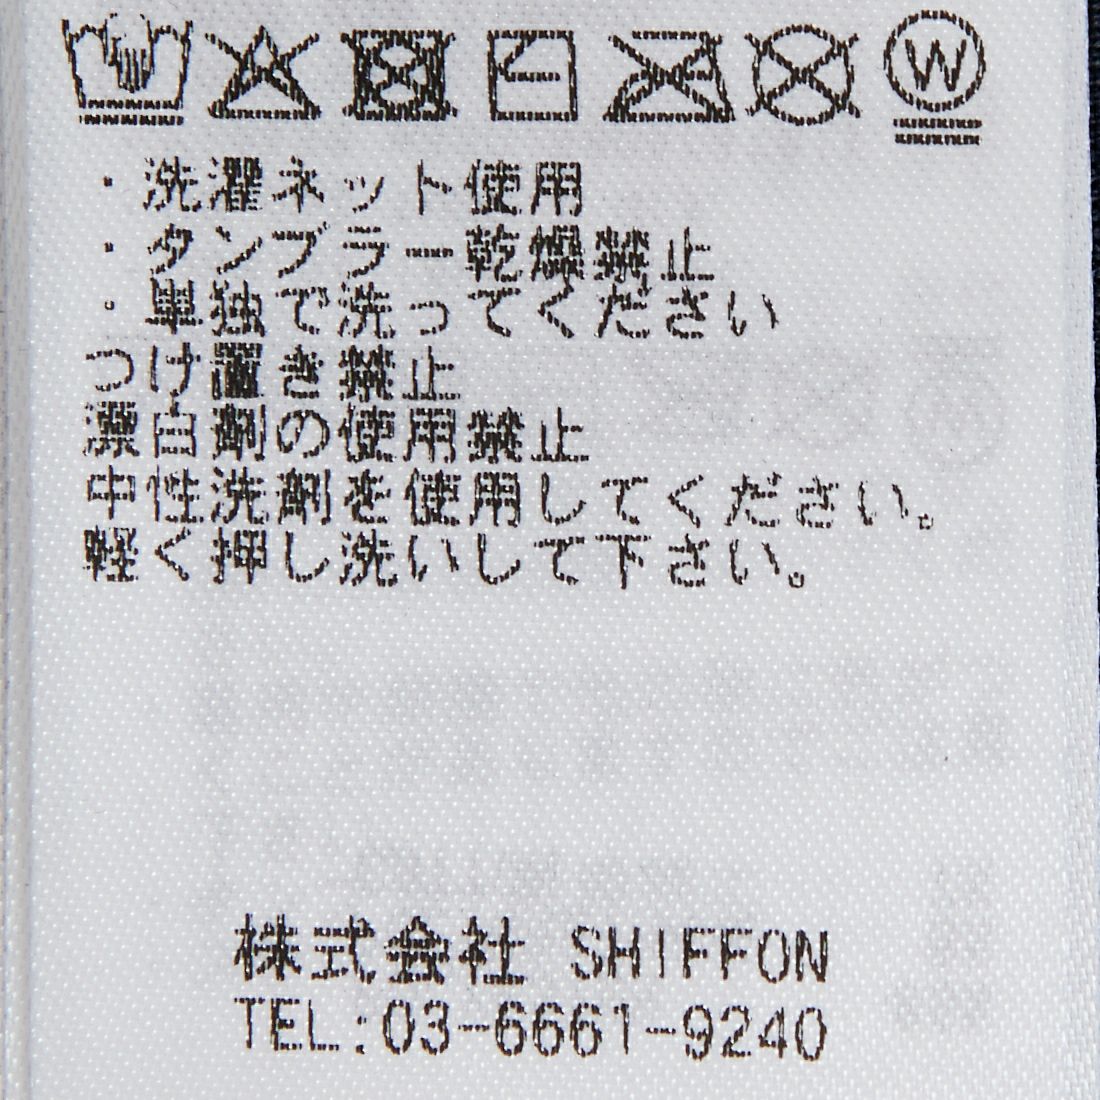 W
・洗濯ネット使用
・タンブラー乾燥禁止
・単独で洗ってください
つけ置き禁止
漂白剤の使用禁止
中性洗剤を使用してください。
軽く押し洗いして下さい。
株式会社 SHIFFON
TEL:03-6661-9240